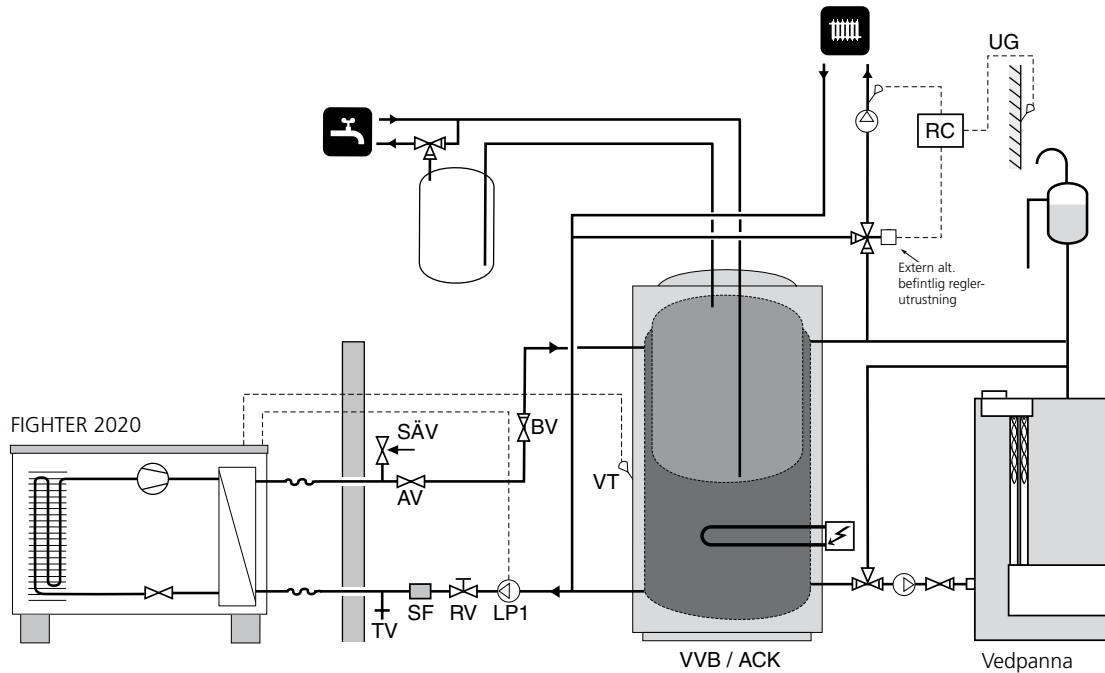 UG
RC
Extern alt.
befintlig regler-
utrustning
FIGHTER 2020
SÄV
BV
AV
VT
TV
SF
RV
LP1
VVB / ACK
Vedpanna